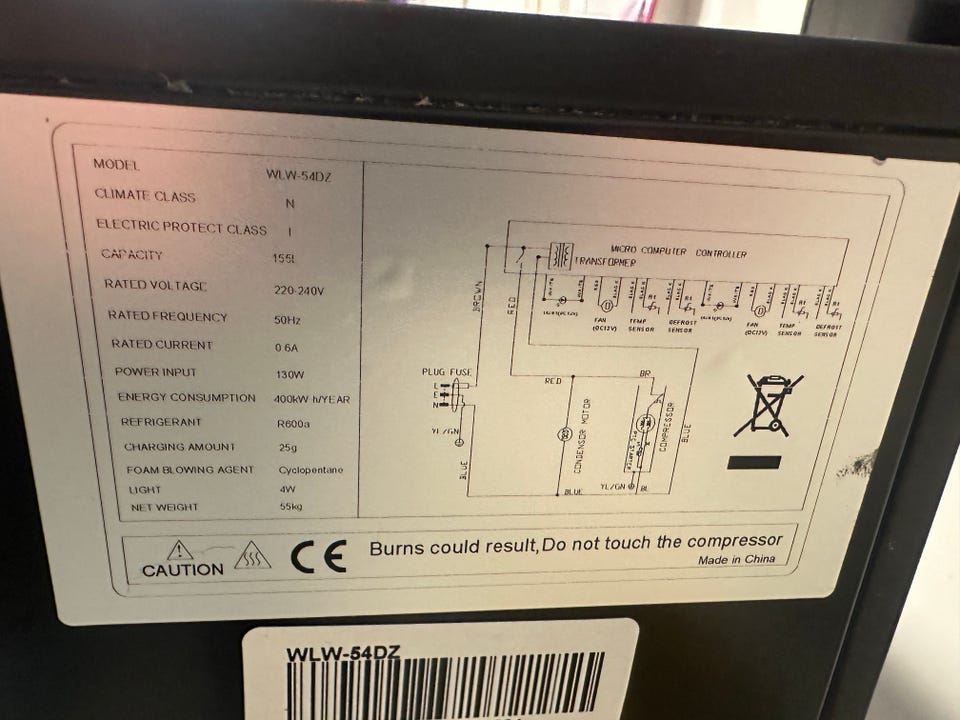 MODEL WLW-54DZ
CLIMATE CLASS N
ELECTRIC PROTECT CLASS I
CAPACITY 155L
RATED VOLTAGE 220-240V
RATED FREQUENCY 50Hz
RATED CURRENT 0.6A
POWER INPUT 130W
ENERGY CONSUMPTION 400kW·h/YEAR
REFRIGERANT R600a
CHARGING AMOUNT 25g
FOAM BLOWING AGENT Cyclopentane
LIGHT 4W
NET WEIGHT 55kg
MICRO COMPUTER CONTROLLER
TRANSFORMER
BROWN
RED
FAN
(DC12V)
TEMP
SENSOR
DEFROST
SENSOR
FAN
(DC12V)
TEMP
SENSOR
DEFROST
SENSOR
PLUG FUSE
L
E
N
YL/GN
BLUE
RED
BR
CONDENSOR MOTOR
PTC STARTER
COMPRESSOR
BLUE
YL/GN
BL
BLUE
CAUTION
CE
Burns could result,Do not touch the compressor
Made in China
WLW-54DZ